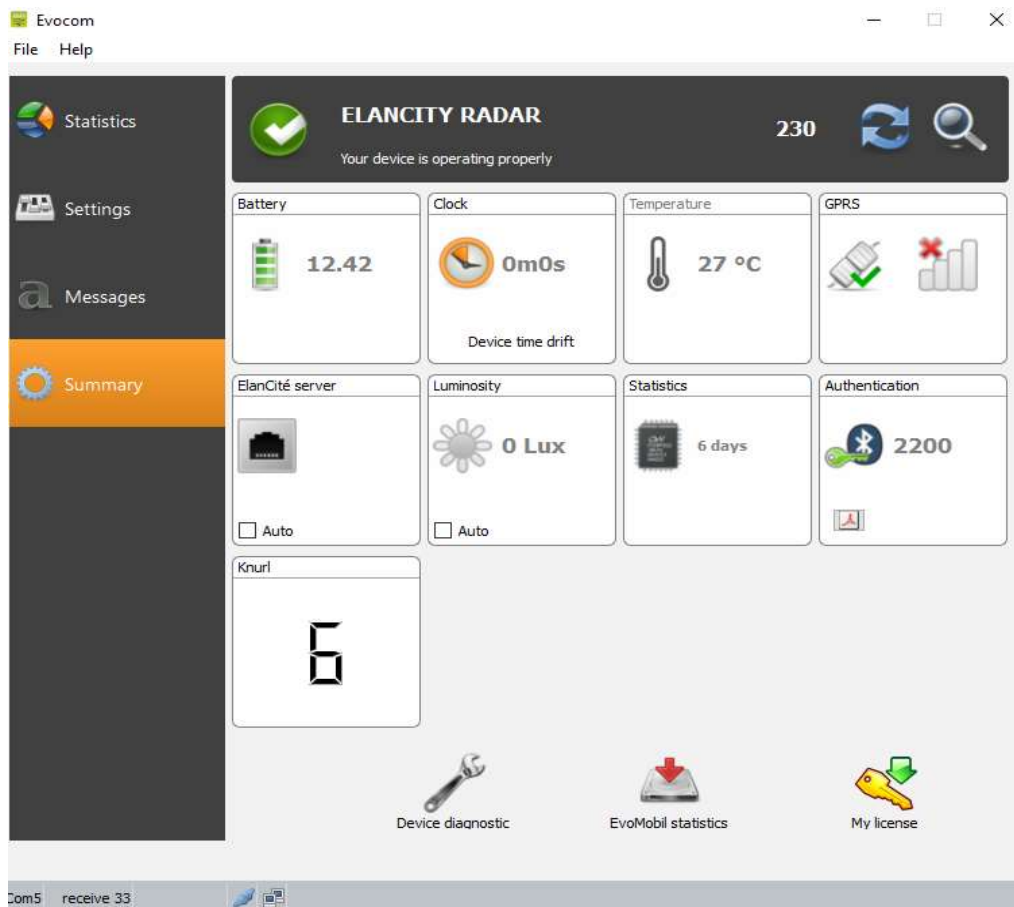 Evocom
File Help
Statistics
Settings
Messages
Summary
ELANCITY RADAR
230
Your device is operating properly
Battery
12.42
Clock
0m0s
Device time drift
Temperature
27 °C
GPRS
ElanCité server
Auto
Luminosity
0 Lux
Auto
Statistics
6 days
Authentication
2200
Knurl
6
Device diagnostic
EvoMobil statistics
My license
Com5 receive 33